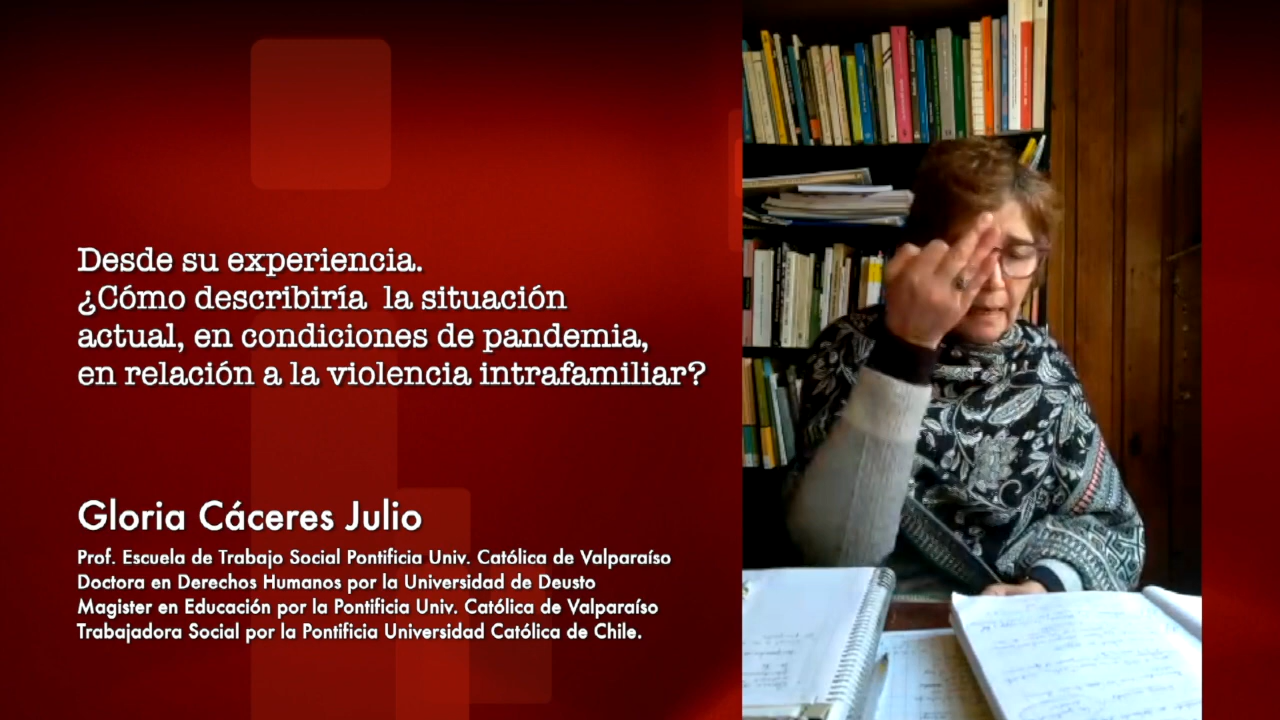 Desde su experiencia.
¿Cómo describiría la situación
actual, en condiciones de pandemia,
en relación a la violencia intrafamiliar?
Gloria Cáceres Julio
Prof. Escuela de Trabajo Social Pontificia Univ. Católica de Valparaíso
Doctora en Derechos Humanos por la Universidad de Deusto
Magister en Educación por la Pontificia Univ. Católica de Valparaíso
Trabajadora Social por la Pontificia Universidad Católica de Chile.